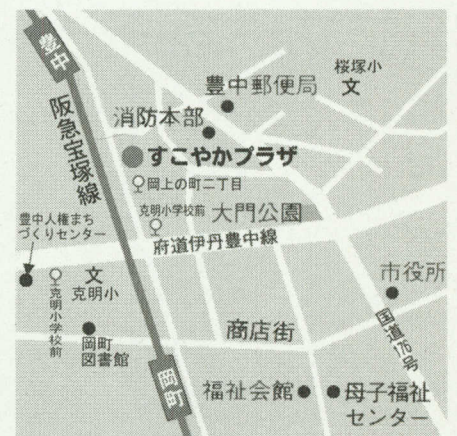 豊中
桜塚小
文
豊中郵便局
阪急宝塚線
消防本部
すこやかプラザ
岡上の町二丁目
克明小学校前
大門公園
府道伊丹豊中線
豊中人権まち
づくりセンター
文
克明小
克明小学校前
市役所
国道176号
商店街
岡町
図書館
岡町
福祉会館
母子福祉
センター